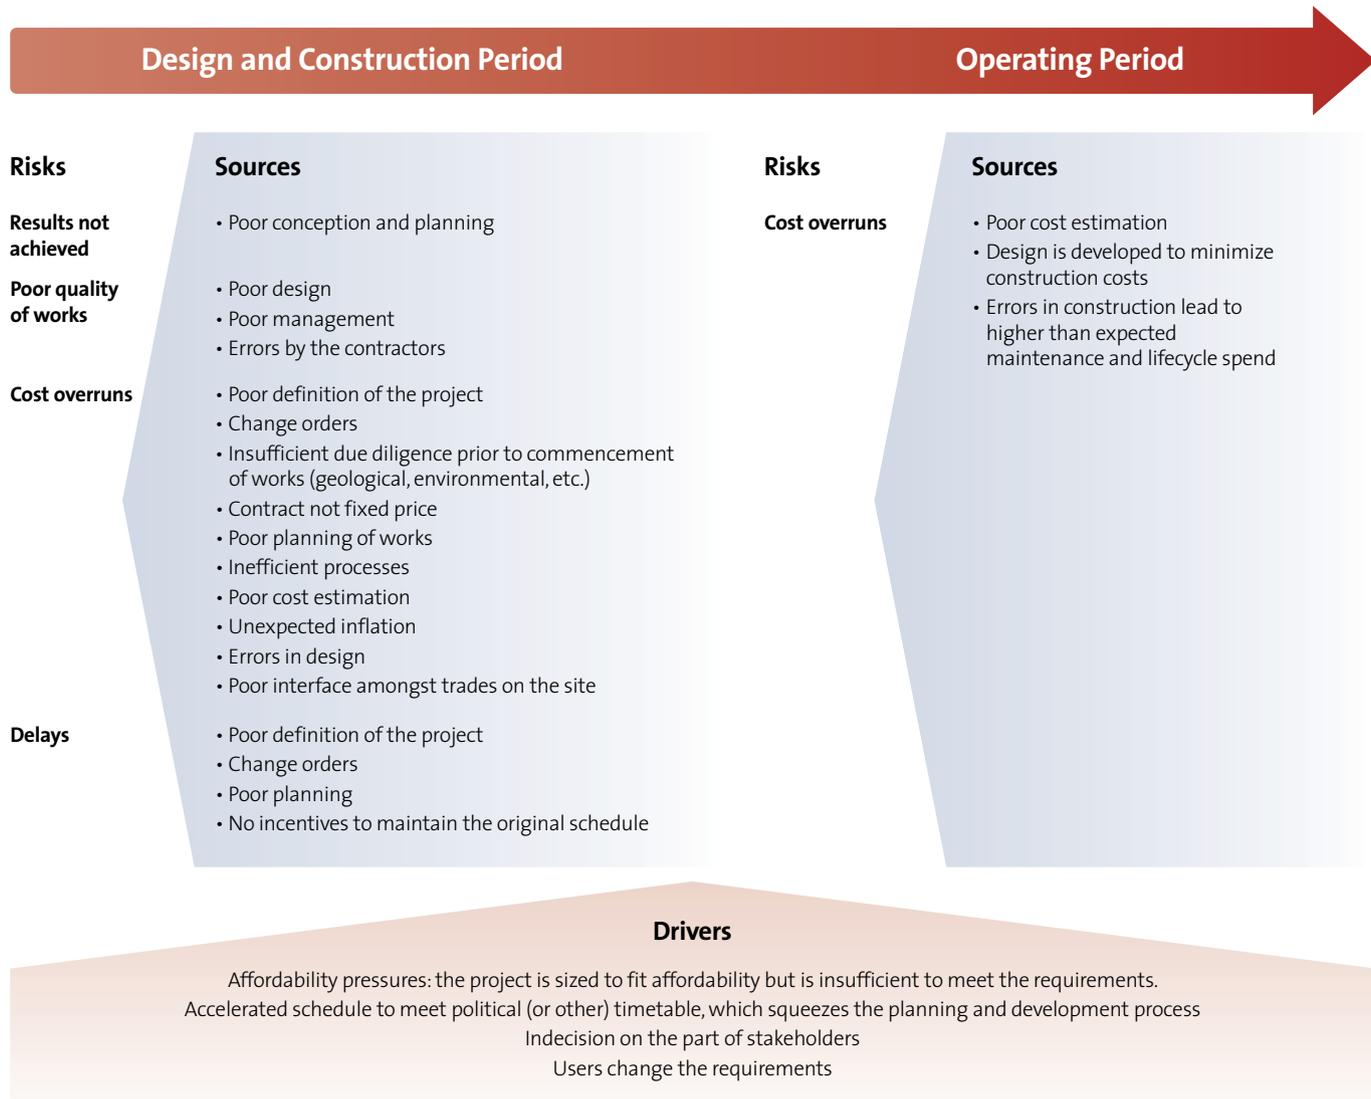 Design and Construction Period
Operating Period
Risks
Sources
Results not
achieved
• Poor conception and planning
Poor quality
of works
• Poor design
• Poor management
• Errors by the contractors
Cost overruns
• Poor definition of the project
• Change orders
• Insufficient due diligence prior to commencement
of works (geological, environmental, etc.)
• Contract not fixed price
• Poor planning of works
• Inefficient processes
• Poor cost estimation
• Unexpected inflation
• Errors in design
• Poor interface amongst trades on the site
Delays
• Poor definition of the project
• Change orders
• Poor planning
• No incentives to maintain the original schedule
Risks
Sources
Cost overruns
• Poor cost estimation
• Design is developed to minimize
construction costs
• Errors in construction lead to
higher than expected
maintenance and lifecycle spend
Drivers
Affordability pressures: the project is sized to fit affordability but is insufficient to meet the requirements.
Accelerated schedule to meet political (or other) timetable, which squeezes the planning and development process
Indecision on the part of stakeholders
Users change the requirements